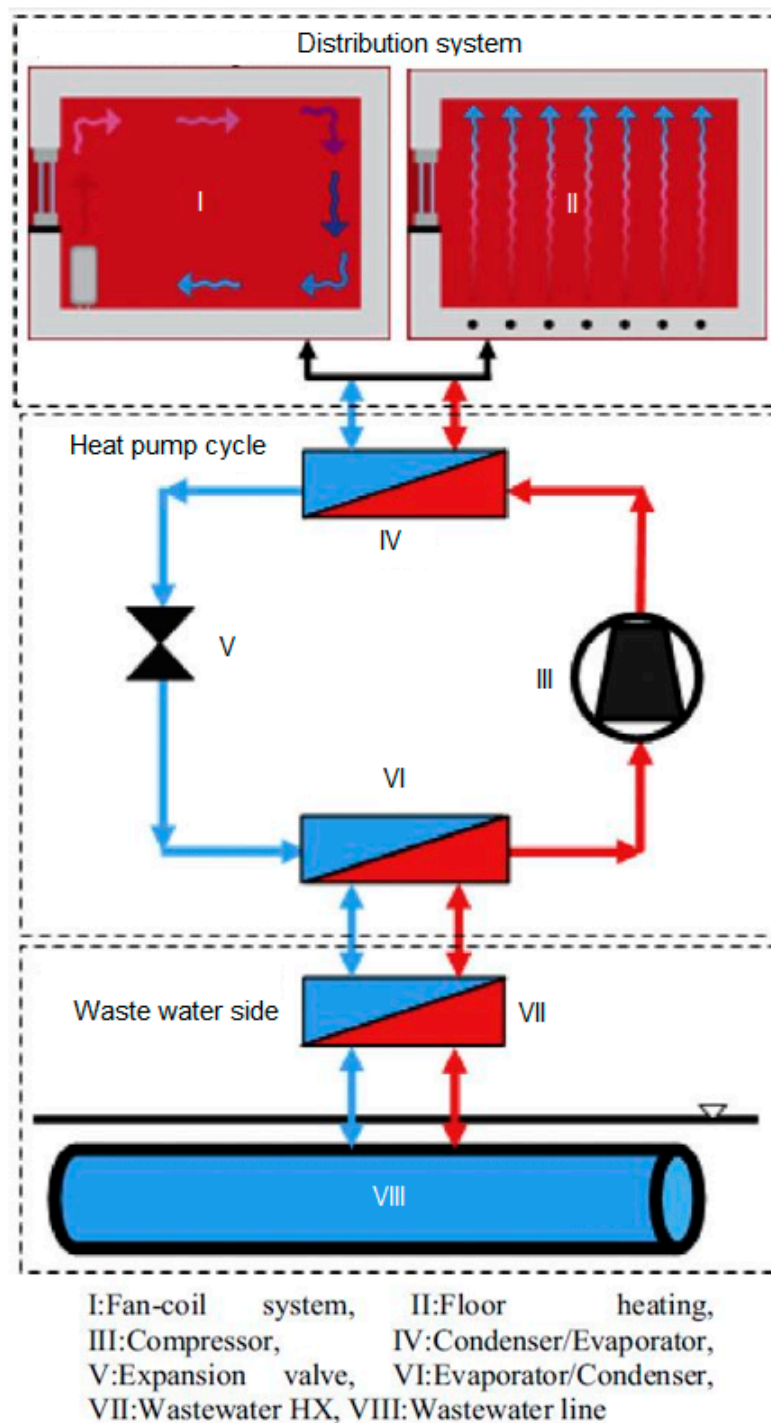 Distribution system
I
II
Heat pump cycle
IV
V
III
VI
Waste water side
VII
VIII
I:Fan-coil system, II:Floor heating,
III:Compressor, IV:Condenser/Evaporator,
V:Expansion valve, VI:Evaporator/Condenser,
VII:Wastewater HX, VIII:Wastewater line